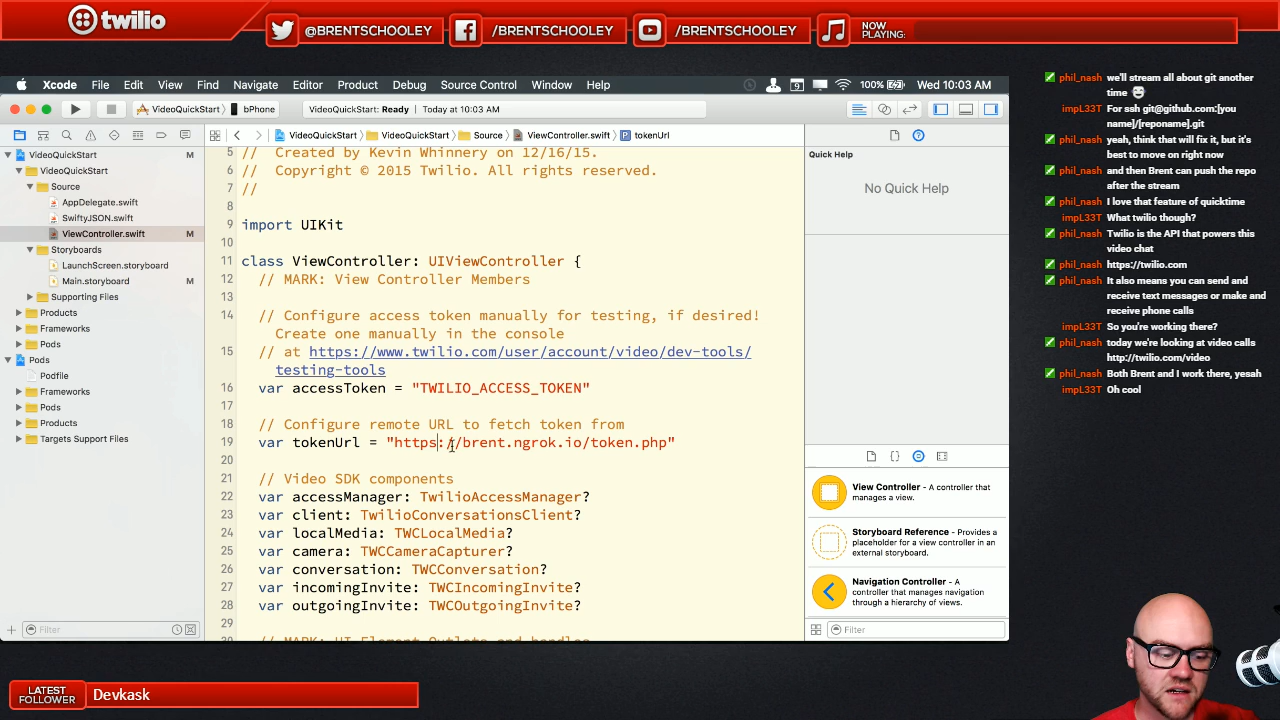 twilio
@BRENTSCHOOLEY
/BRENTSCHOOLEY
/BRENTSCHOOLEY
NOW
PLAYING:
Xcode File Edit View Find Navigate Editor Product Debug Source Control Window Help
9
100%
Wed 10:03 AM
VideoQuickStart
bPhone
VideoQuickStart: Ready | Today at 10:03 AM
VideoQuickStart
VideoQuickStart
Source
ViewController.swift
P
tokenUrl
VideoQuickStart M
VideoQuickStart
Source
AppDelegate.swift
SwiftyJSON.swift
ViewController.swift M
Storyboards
LaunchScreen.storyboard
Main.storyboard M
Supporting Files
Products
Frameworks
Pods
Pods
Podfile
Frameworks
Pods
Products
Targets Support Files
Filter
5 // Created by Kevin Whinnery on 12/16/15.
6 // Copyright © 2015 Twilio. All rights reserved.
7 //
8
9 import UIKit
10
11 class ViewController: UIViewController {
12 // MARK: View Controller Members
13
14 // Configure access token manually for testing, if desired!
Create one manually in the console
15 // at https://www.twilio.com/user/account/video/dev-tools/
testing-tools
16 var accessToken = "TWILIO_ACCESS_TOKEN"
17
18 // Configure remote URL to fetch token from
19 var tokenUrl = "https://brent.ngrok.io/token.php"
20
21 // Video SDK components
22 var accessManager: TwilioAccessManager?
23 var client: TwilioConversationsClient?
24 var localMedia: TWCLocalMedia?
25 var camera: TWCCameraCapturer?
26 var conversation: TWCConversation?
27 var incomingInvite: TWCIncomingInvite?
28 var outgoingInvite: TWCOutgoingInvite?
29
30 // MARK: UI Element Outlets and handles
Quick Help
No Quick Help
View Controller - A controller that
manages a view.
Storyboard Reference - Provides a
placeholder for a view controller in an
external storyboard.
Navigation Controller - A
controller that manages navigation
through a hierarchy of views.
Filter
phil_nash we'll stream all about git another
time
impL33T For ssh git@github.com:[you
name]/[reponame].git
phil_nash yeah, think that will fix it, but it's
best to move on right now
phil_nash and then Brent can push the repo
after the stream
phil_nash I love that feature of quicktime
impL33T What twilio though?
phil_nash Twilio is the API that powers this
video chat
phil_nash https://twilio.com
phil_nash It also means you can send and
receive text messages or make and
receive phone calls
impL33T So you're working there?
phil_nash today we're looking at video calls
http://twilio.com/video
phil_nash Both Brent and I work there, yesah
impL33T Oh cool
LATEST
FOLLOWER
Devkask